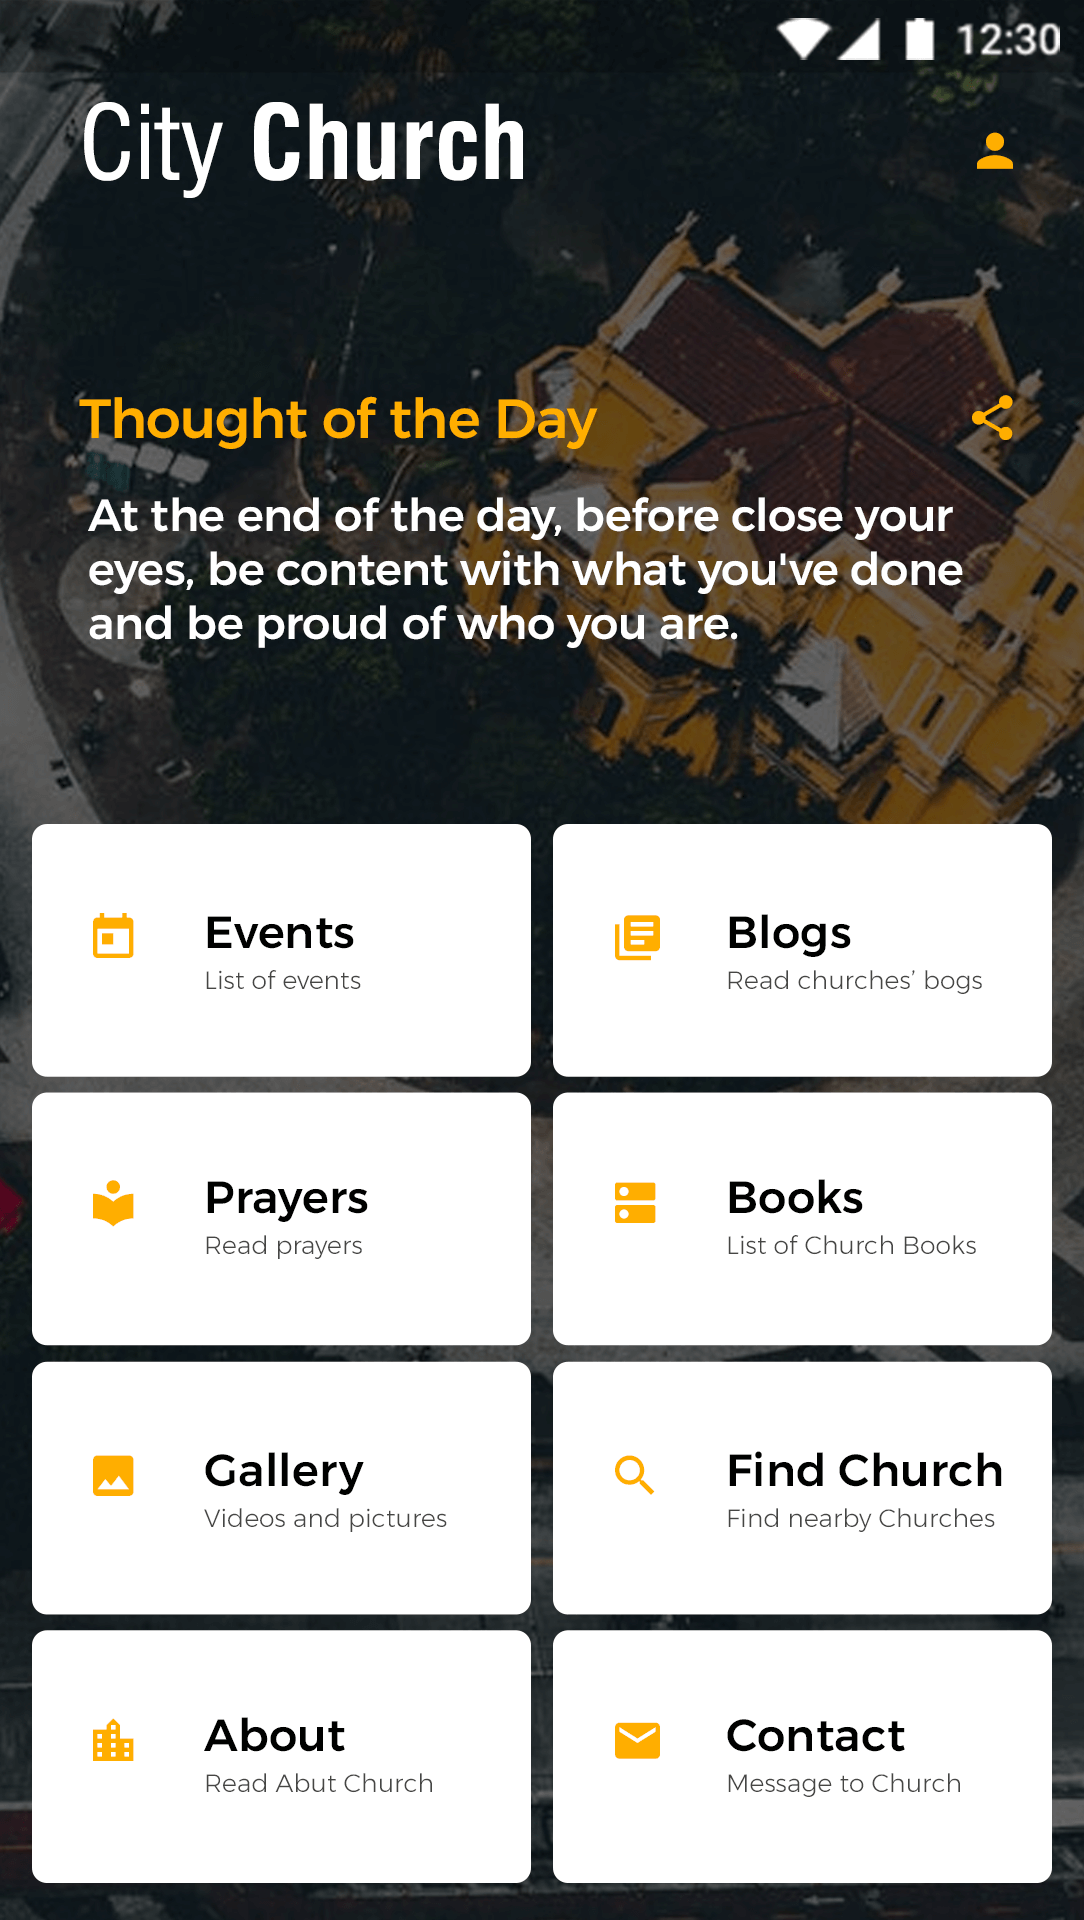 12:30
City Church
Thought of the Day
At the end of the day, before close your
eyes, be content with what you've done
and be proud of who you are.
Events
List of events
Blogs
Read churches’ bogs
Prayers
Read prayers
Books
List of Church Books
Gallery
Videos and pictures
Find Church
Find nearby Churches
About
Read Abut Church
Contact
Message to Church